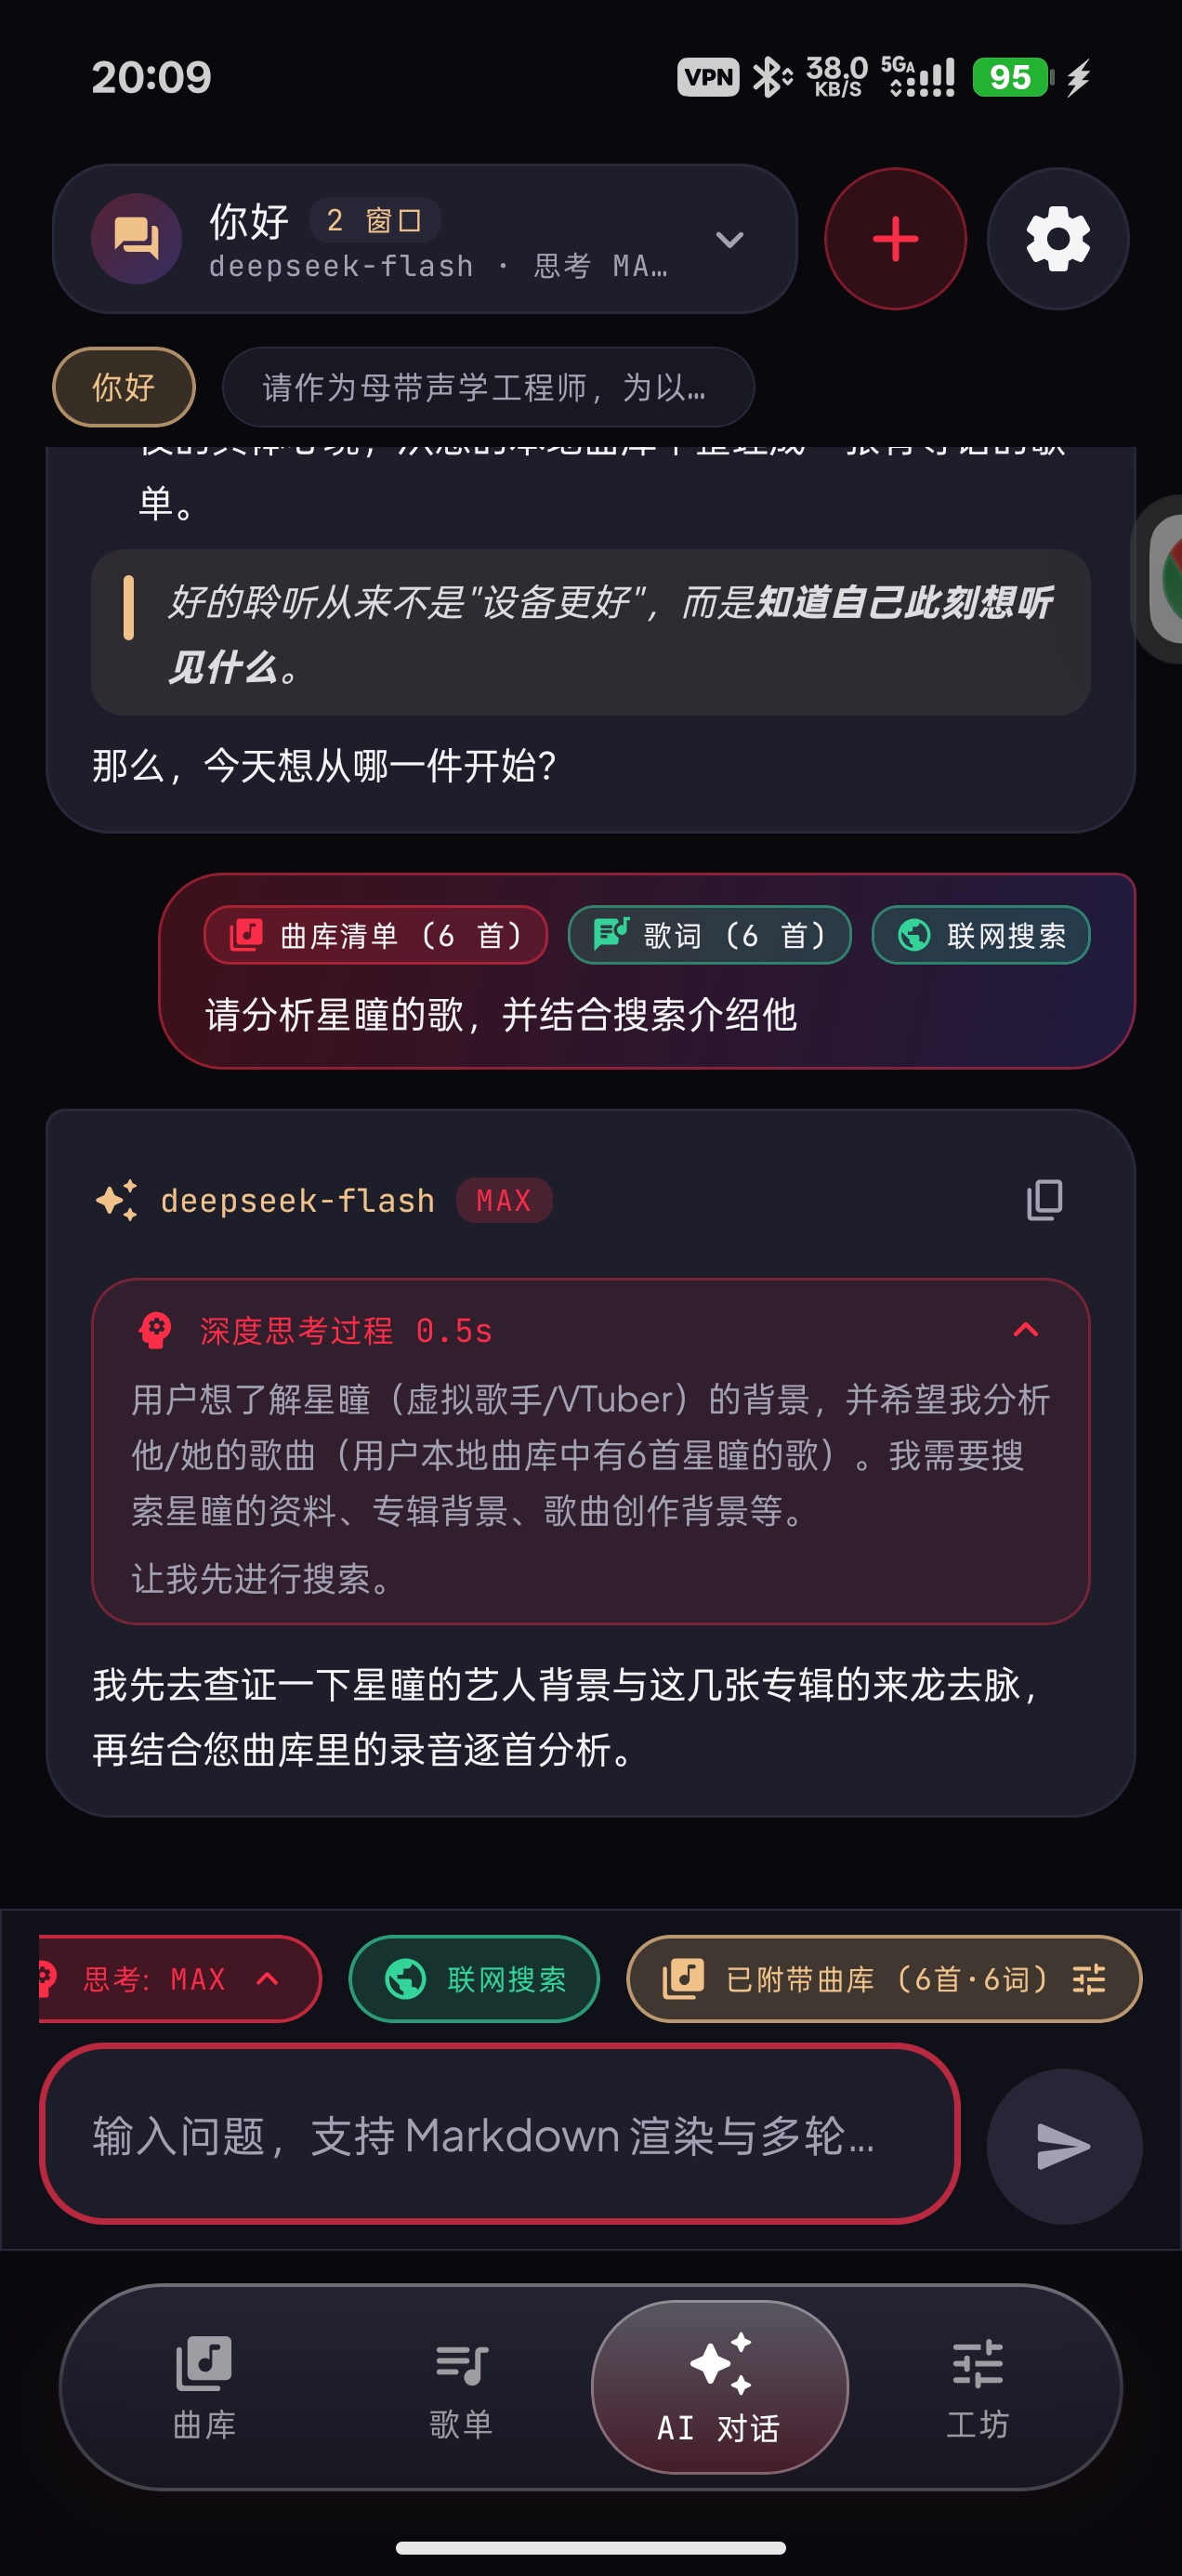 20:09
VPN
38.0
KB/S
5GA
95
你好
2 窗口
deepseek-flash · 思考 MA…
你好
请作为母带声学工程师，为以…
单。
好的聆听从来不是"设备更好"，而是知道自己此刻想听
见什么。
那么，今天想从哪一件开始？
曲库清单（6 首）
歌词（6 首）
联网搜索
请分析星瞳的歌，并结合搜索介绍他
deepseek-flash
MAX
深度思考过程 0.5s
用户想了解星瞳（虚拟歌手/VTuber）的背景，并希望我分析
他/她的歌曲（用户本地曲库中有6首星瞳的歌）。我需要搜
索星瞳的资料、专辑背景、歌曲创作背景等。
让我先进行搜索。
我先去查证一下星瞳的艺人背景与这几张专辑的来龙去脉，
再结合您曲库里的录音逐首分析。
思考: MAX
联网搜索
已附带曲库（6首·6词）
输入问题，支持 Markdown 渲染与多轮…
曲库
歌单
AI 对话
工坊